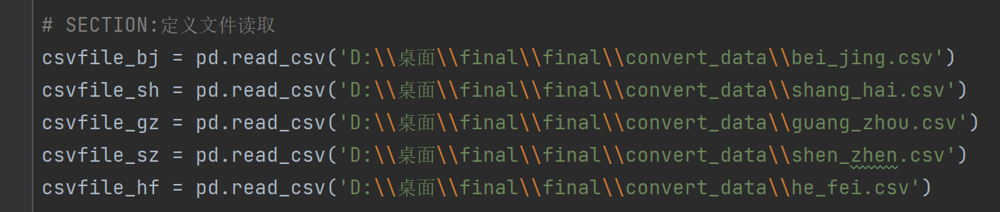 # SECTION:定义文件读取
csvfile_bj = pd.read_csv('D:\\桌面\\final\\final\\convert_data\\bei_jing.csv')
csvfile_sh = pd.read_csv('D:\\桌面\\final\\final\\convert_data\\shang_hai.csv')
csvfile_gz = pd.read_csv('D:\\桌面\\final\\final\\convert_data\\guang_zhou.csv')
csvfile_sz = pd.read_csv('D:\\桌面\\final\\final\\convert_data\\shen_zhen.csv')
csvfile_hf = pd.read_csv('D:\\桌面\\final\\final\\convert_data\\he_fei.csv')